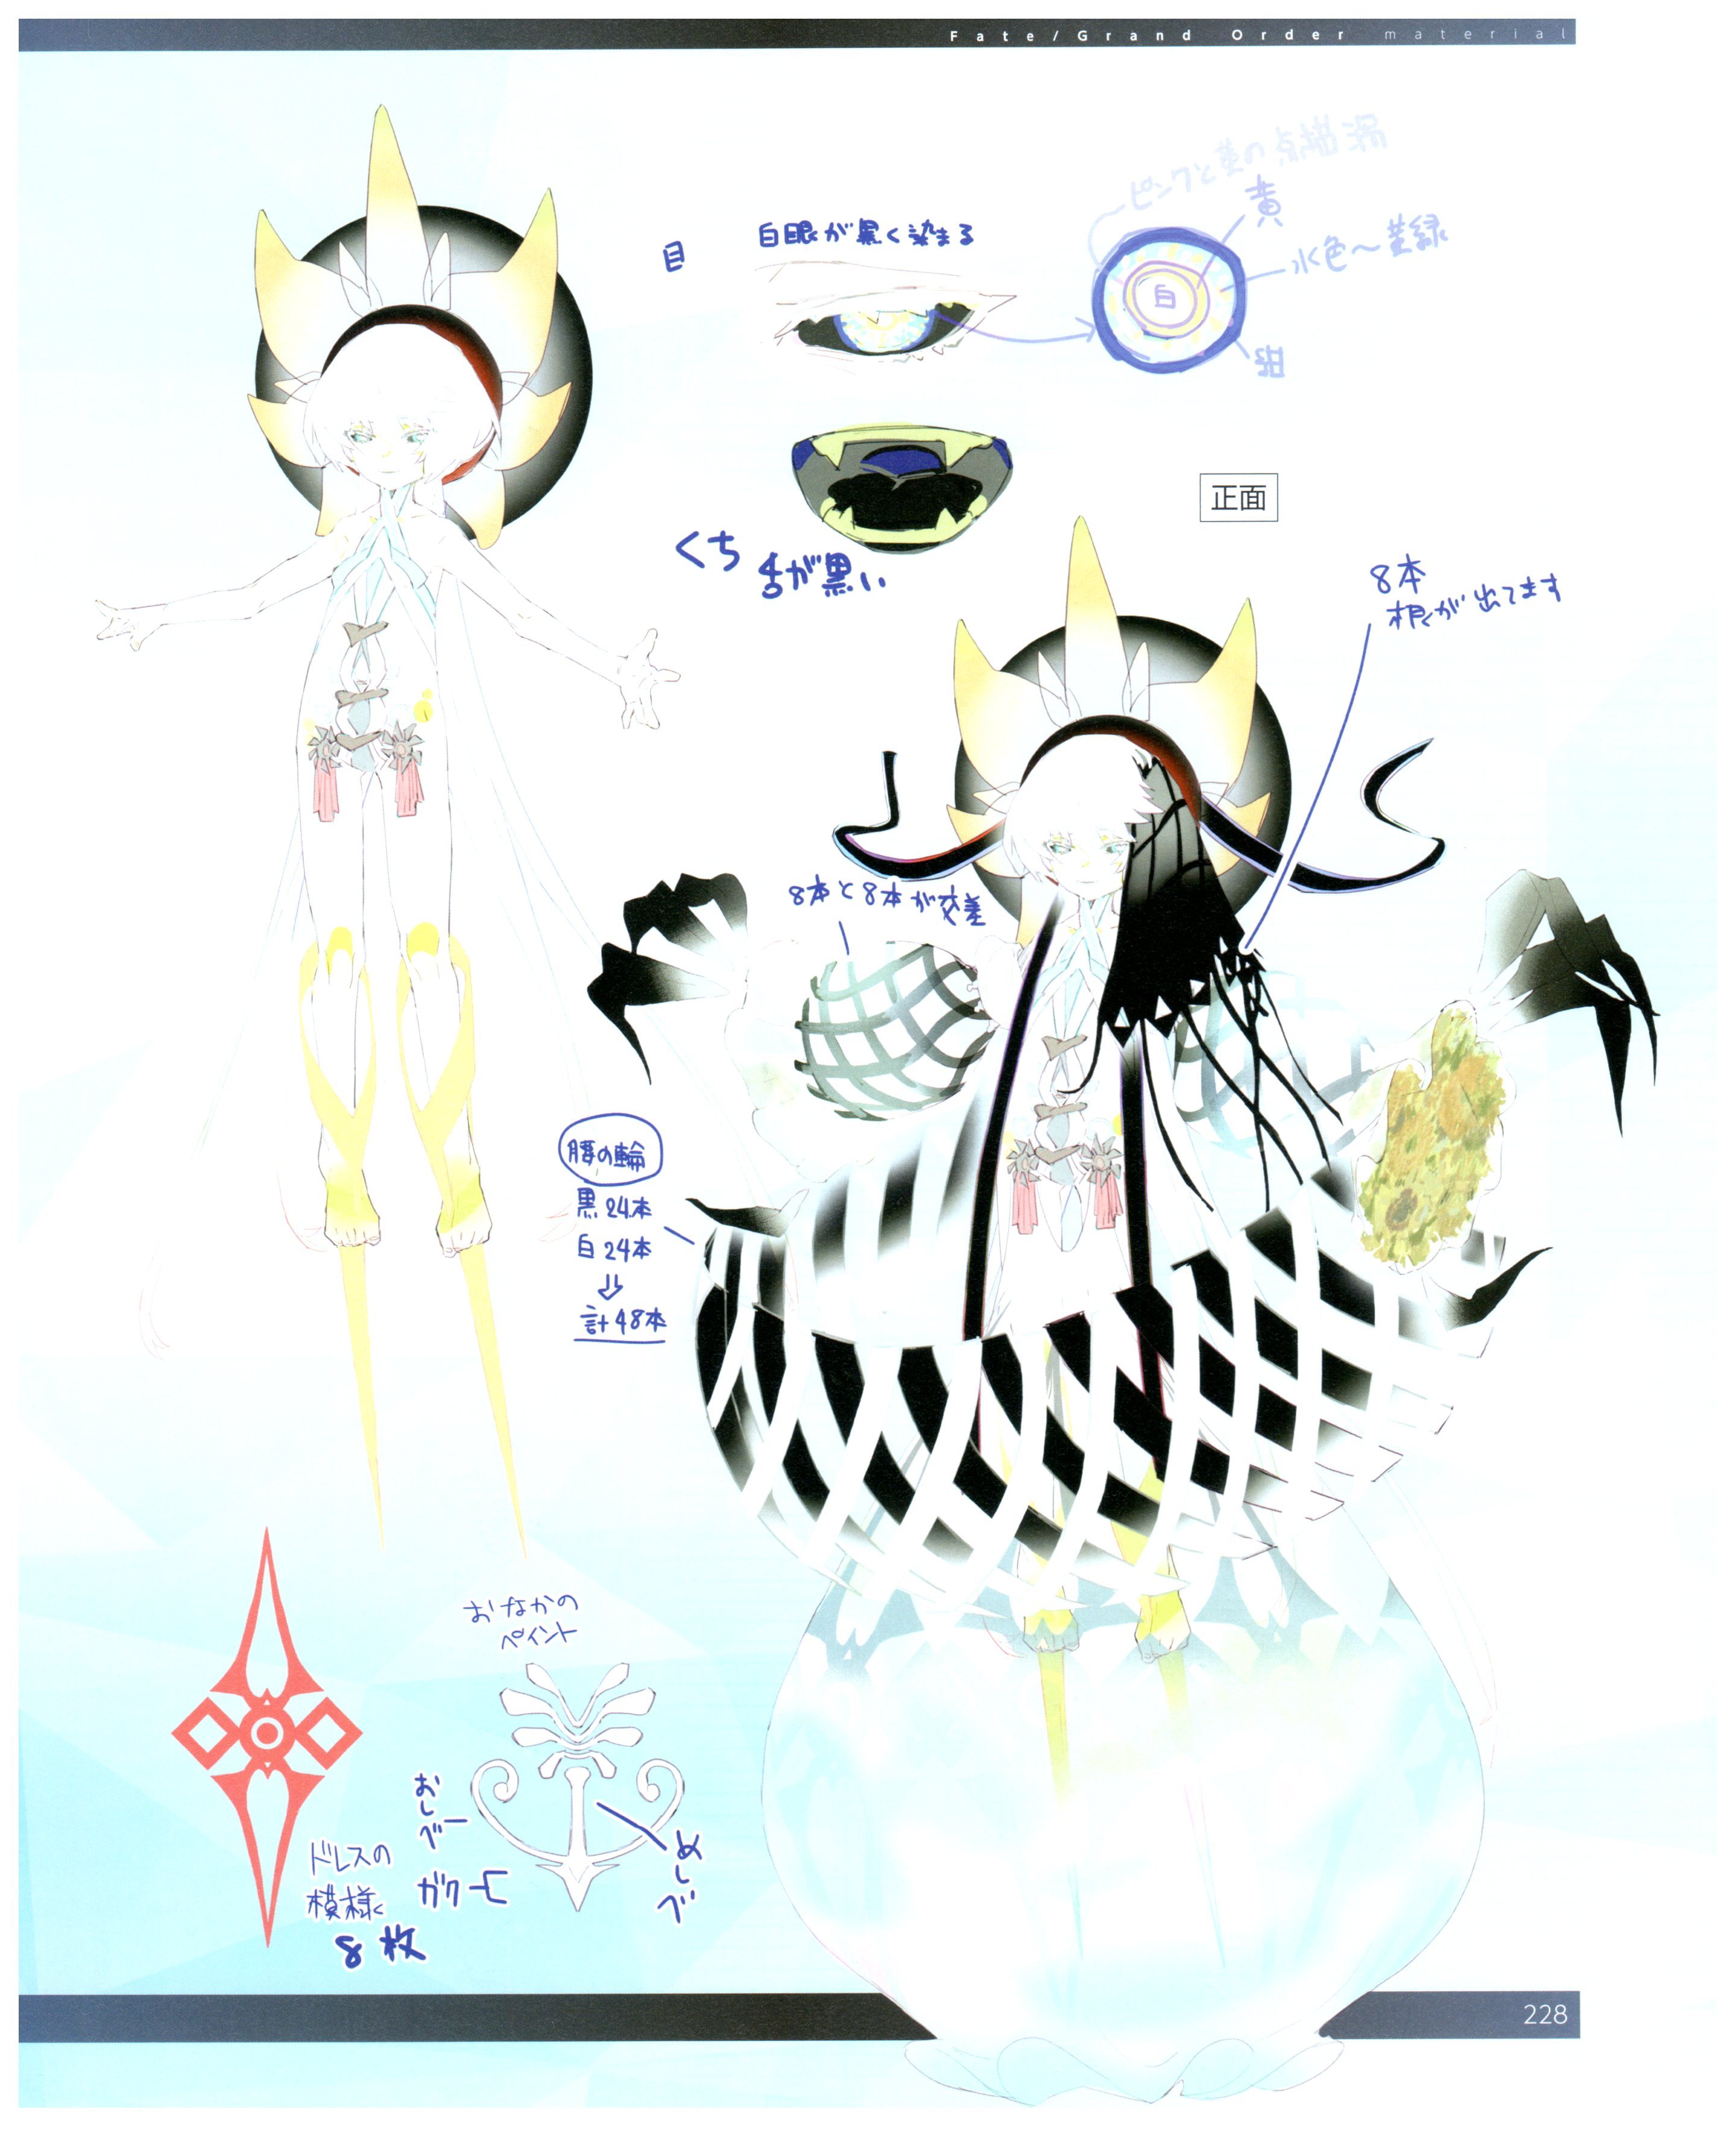 Fate/Grand Order material
ピンクと黄の点描渦
黄
目
白眼が黒く染まる
水色〜黄緑
白
紺
正面
くち
舌が黒い
8本
根が出てます
8本と8本が交差
腰の輪
黒24本
白24本
⇓
計48本
おなかの
ペイント
おしべ
めしべ
ガク
ドレスの
模様
8枚
228